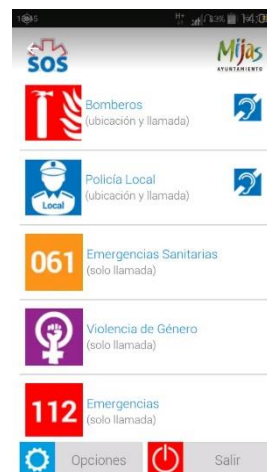 SOS
Mijas
AYUNTAMIENTO
Bomberos
(ubicación y llamada)
Policía Local
(ubicación y llamada)
Local
061
Emergencias Sanitarias
(solo llamada)
Violencia de Género
(solo llamada)
112
Emergencias
(solo llamada)
Opciones
Salir